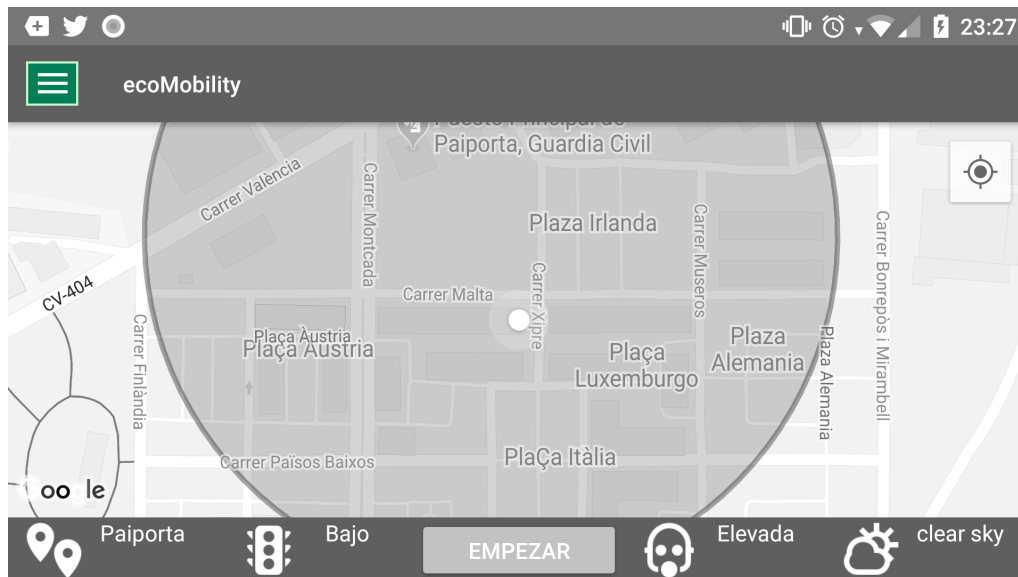 23:27
ecoMobility
Paiporta, Guardia Civil
Carrer València
Carrer Montcada
Plaza Irlanda
Carrer Museros
Carrer Bonrepòs i Mirambell
CV-404
Carrer Malta
Carrer Xipre
Carrer Finlàndia
Plaça Àustria
Plaça Àustria
Plaça
Luxemburgo
Plaza
Alemania
Plaza Alemania
Carrer Països Baixos
PlaÇa Itàlia
Google
Paiporta
Bajo
EMPEZAR
Elevada
clear sky